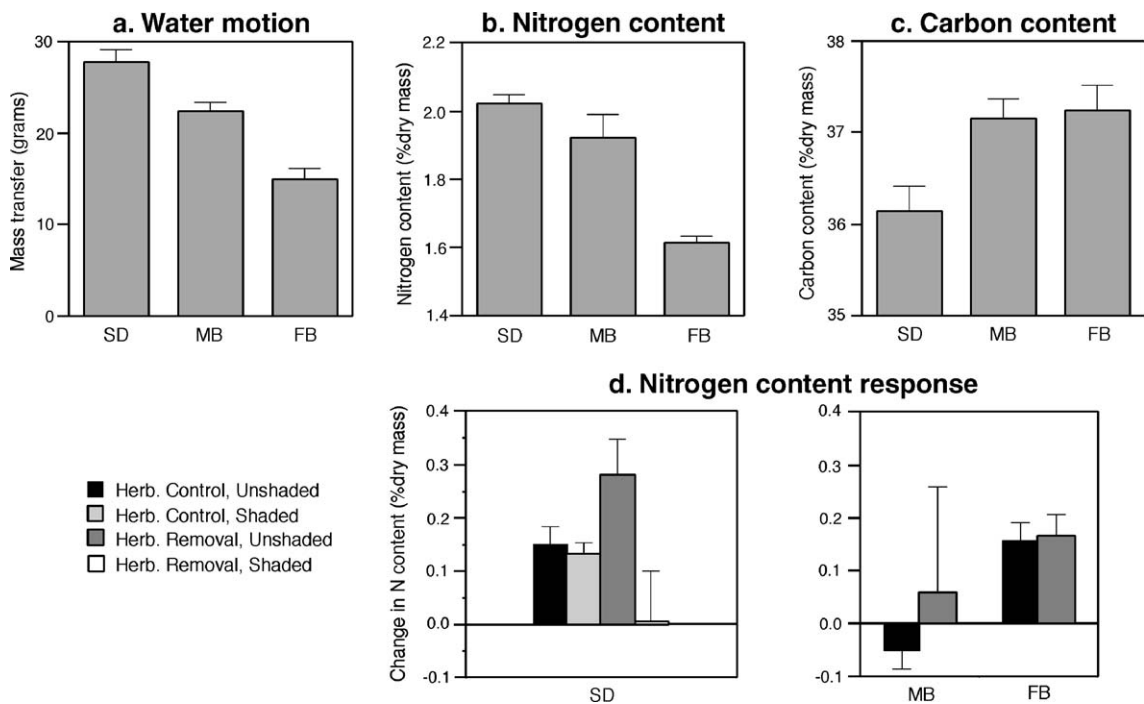 a. Water motion
Mass transfer (grams)
30
20
10
0
SD MB FB
b. Nitrogen content
Nitrogen content (%dry mass)
2.2
2.0
1.8
1.6
1.4
SD MB FB
c. Carbon content
Carbon content (%dry mass)
38
37
36
35
SD MB FB
d. Nitrogen content response
Herb. Control, Unshaded
Herb. Control, Shaded
Herb. Removal, Unshaded
Herb. Removal, Shaded
Change in N content (%dry mass)
0.4
0.3
0.2
0.1
0.0
-0.1
SD
0.4
0.3
0.2
0.1
0.0
-0.1
MB FB